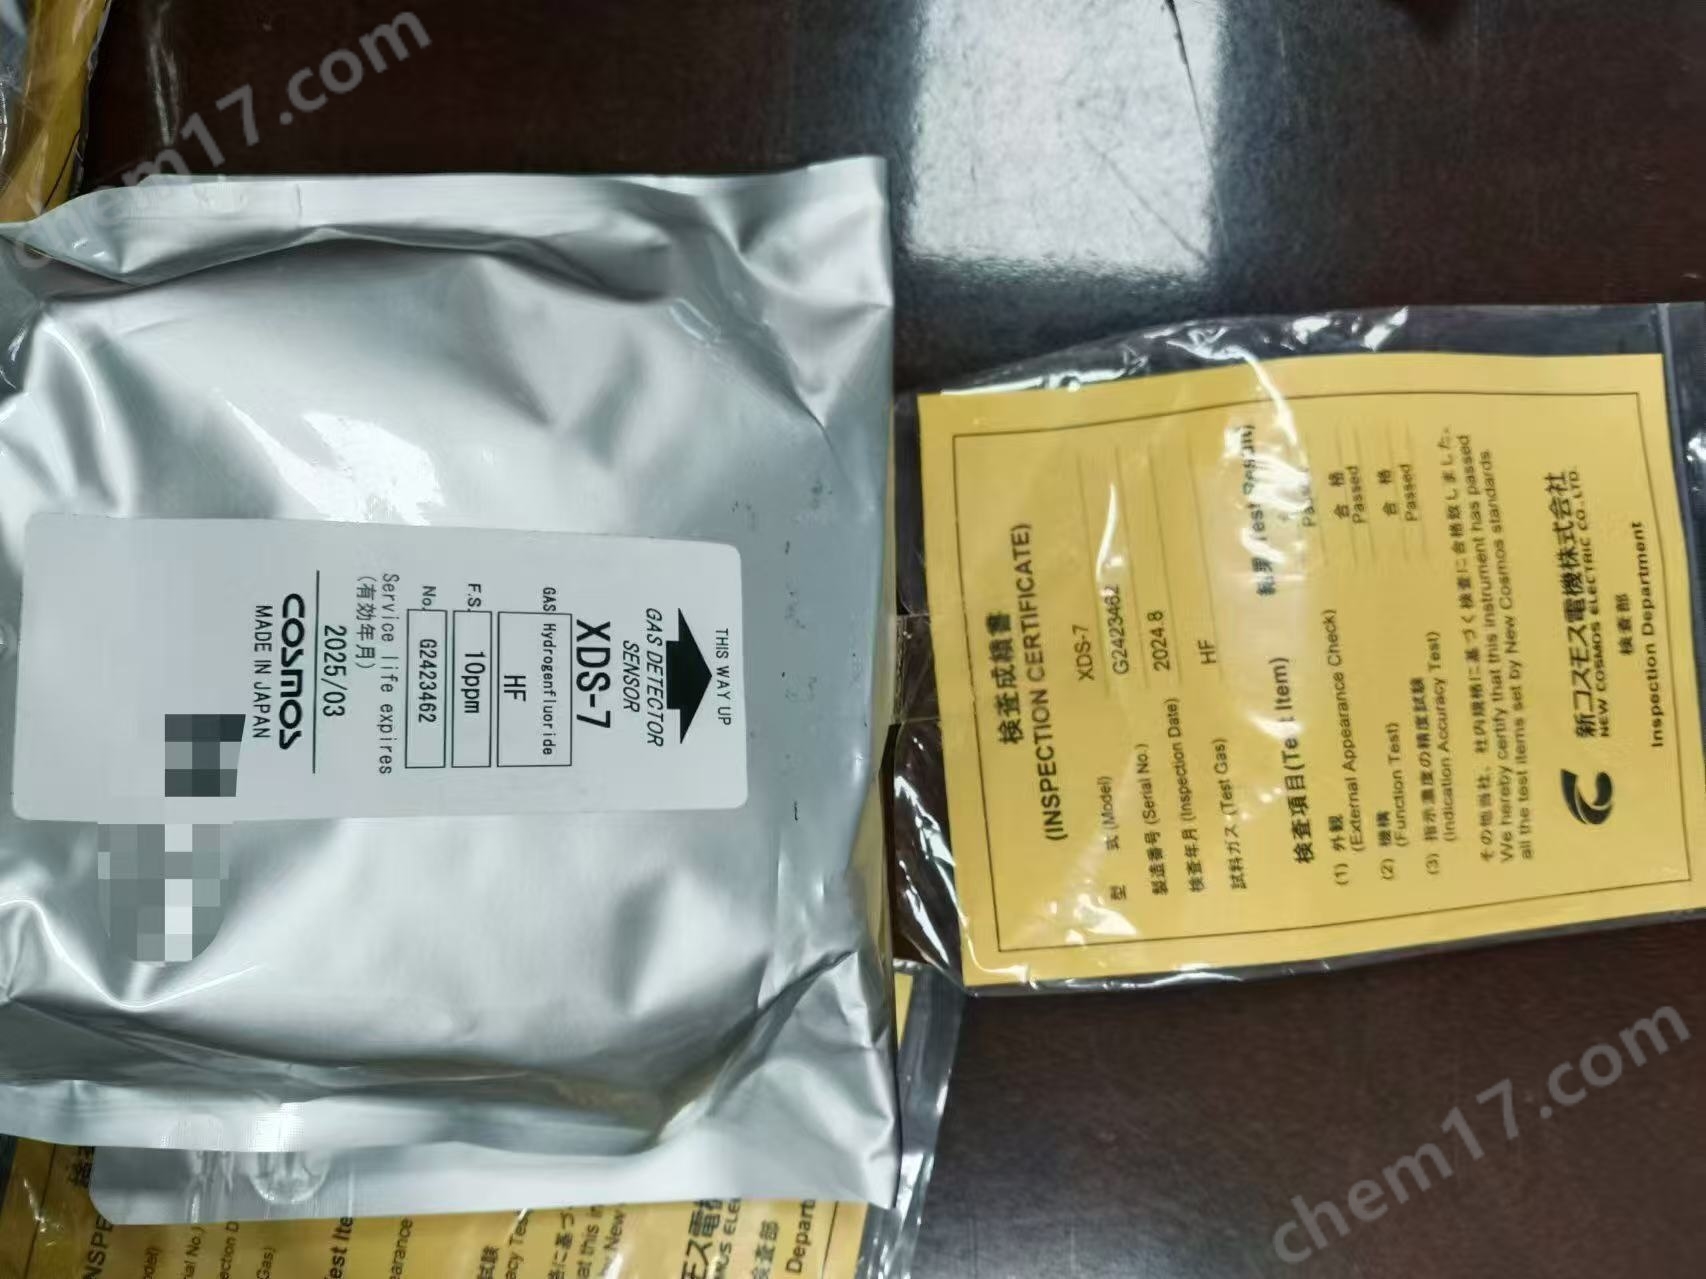 THIS WAY UP
GAS DETECTOR
SENSOR
XDS-7
GAS Hydrogenfluoride
HF
F.S. 10ppm
No. G2423462
Service life expires
(有効年月)
2025/03
COSMOS
MADE IN JAPAN
検査成績書
(INSPECTION CERTIFICATE)
型 式 (Model) XDS-7
製造番号 (Serial No.) G2423462
検査年月 (Inspection Date) 2024.8
試料ガス (Test Gas) HF
検査項目 (Test Item) 結果 (Test Result)
(1) 外観 合 格
(External Appearance Check) Passed
(2) 機構 合 格
(Function Test) Passed
(3) 指示濃度の精度試験 合 格
(Indication Accuracy Test) Passed
その他当社、社内規格に基づく検査に合格致しました。
We hereby certify that this instrument has passed
all the test items set by New Cosmos standards
新コスモス電機株式会社
NEW COSMOS ELECTRIC CO.,LTD.
検査部
Inspection Department
chem17.com
chem17.com